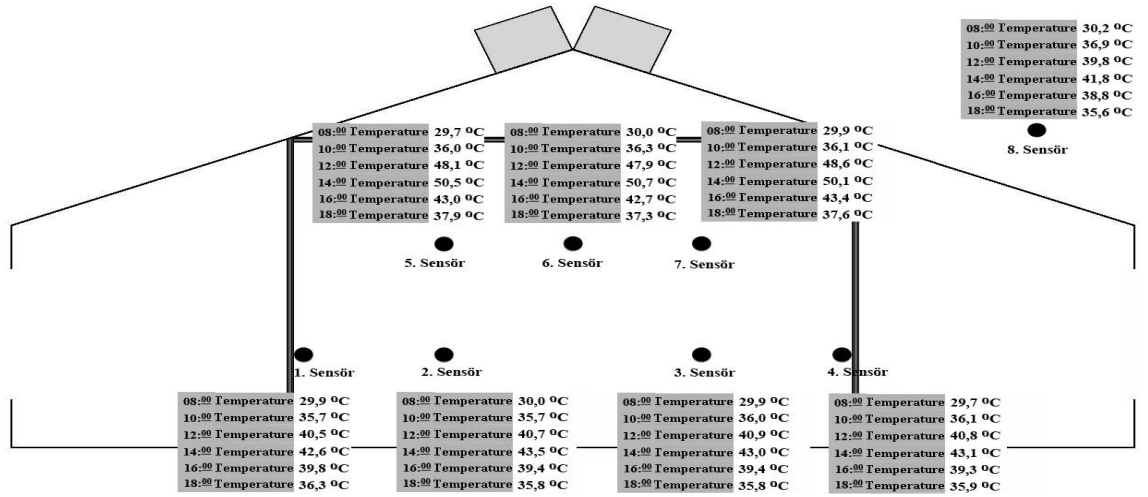 08:00 Temperature 30,2 ºC
10:00 Temperature 36,9 ºC
12:00 Temperature 39,8 ºC
14:00 Temperature 41,8 ºC
16:00 Temperature 38,8 ºC
18:00 Temperature 35,6 ºC
8. Sensör
08:00 Temperature 29,7 ºC
10:00 Temperature 36,0 ºC
12:00 Temperature 48,1 ºC
14:00 Temperature 50,5 ºC
16:00 Temperature 43,0 ºC
18:00 Temperature 37,9 ºC
5. Sensör
08:00 Temperature 30,0 ºC
10:00 Temperature 36,3 ºC
12:00 Temperature 47,9 ºC
14:00 Temperature 50,7 ºC
16:00 Temperature 42,7 ºC
18:00 Temperature 37,3 ºC
6. Sensör
08:00 Temperature 29,9 ºC
10:00 Temperature 36,1 ºC
12:00 Temperature 48,6 ºC
14:00 Temperature 50,1 ºC
16:00 Temperature 43,4 ºC
18:00 Temperature 37,6 ºC
7. Sensör
1. Sensör
08:00 Temperature 29,9 ºC
10:00 Temperature 35,7 ºC
12:00 Temperature 40,5 ºC
14:00 Temperature 42,6 ºC
16:00 Temperature 39,8 ºC
18:00 Temperature 36,3 ºC
2. Sensör
08:00 Temperature 30,0 ºC
10:00 Temperature 35,7 ºC
12:00 Temperature 40,7 ºC
14:00 Temperature 43,5 ºC
16:00 Temperature 39,4 ºC
18:00 Temperature 35,8 ºC
3. Sensör
08:00 Temperature 29,9 ºC
10:00 Temperature 36,0 ºC
12:00 Temperature 40,9 ºC
14:00 Temperature 43,0 ºC
16:00 Temperature 39,4 ºC
18:00 Temperature 35,8 ºC
4. Sensör
08:00 Temperature 29,7 ºC
10:00 Temperature 36,1 ºC
12:00 Temperature 40,8 ºC
14:00 Temperature 43,1 ºC
16:00 Temperature 39,3 ºC
18:00 Temperature 35,9 ºC